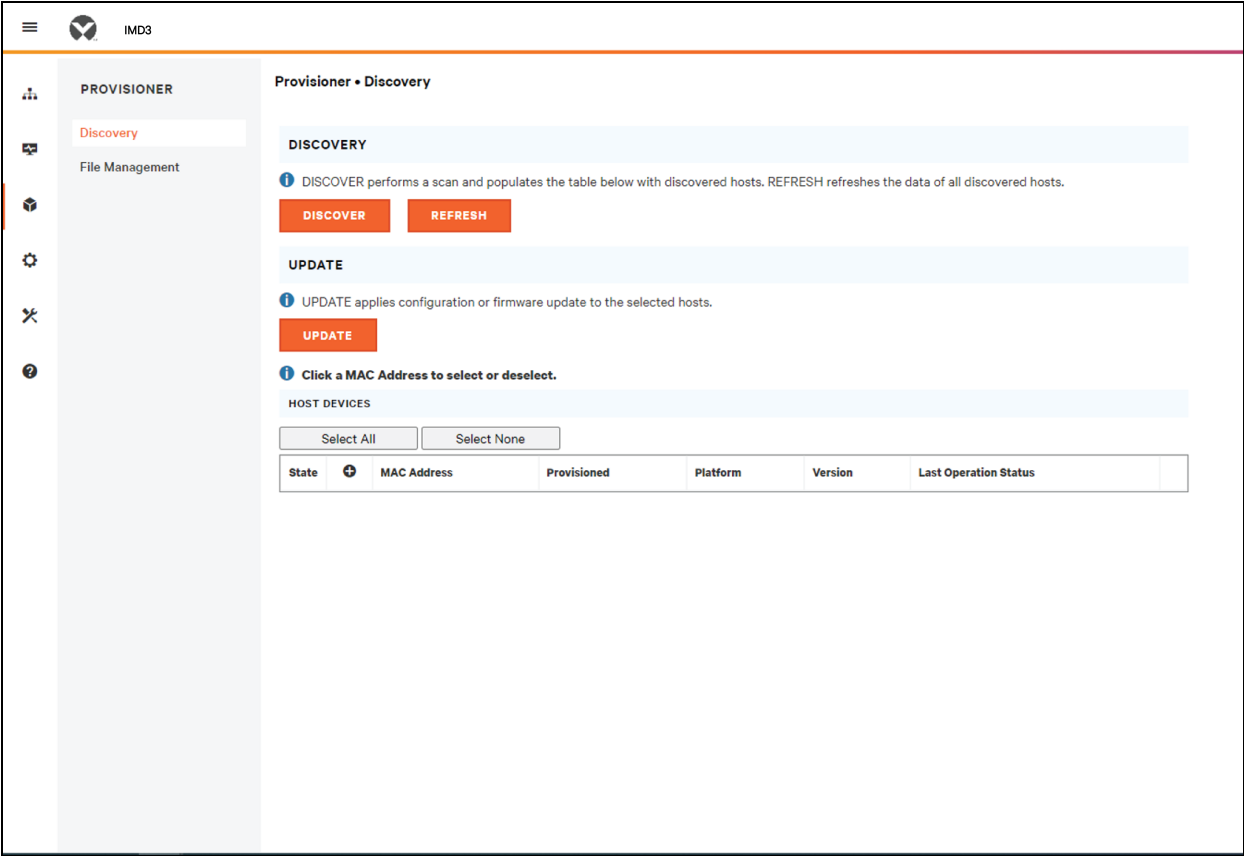 IMD3
PROVISIONER
Discovery
File Management
Provisioner • Discovery
DISCOVERY
DISCOVER performs a scan and populates the table below with discovered hosts. REFRESH refreshes the data of all discovered hosts.
DISCOVER REFRESH
UPDATE
UPDATE applies configuration or firmware update to the selected hosts.
UPDATE
Click a MAC Address to select or deselect.
HOST DEVICES
Select All Select None
State MAC Address Provisioned Platform Version Last Operation Status